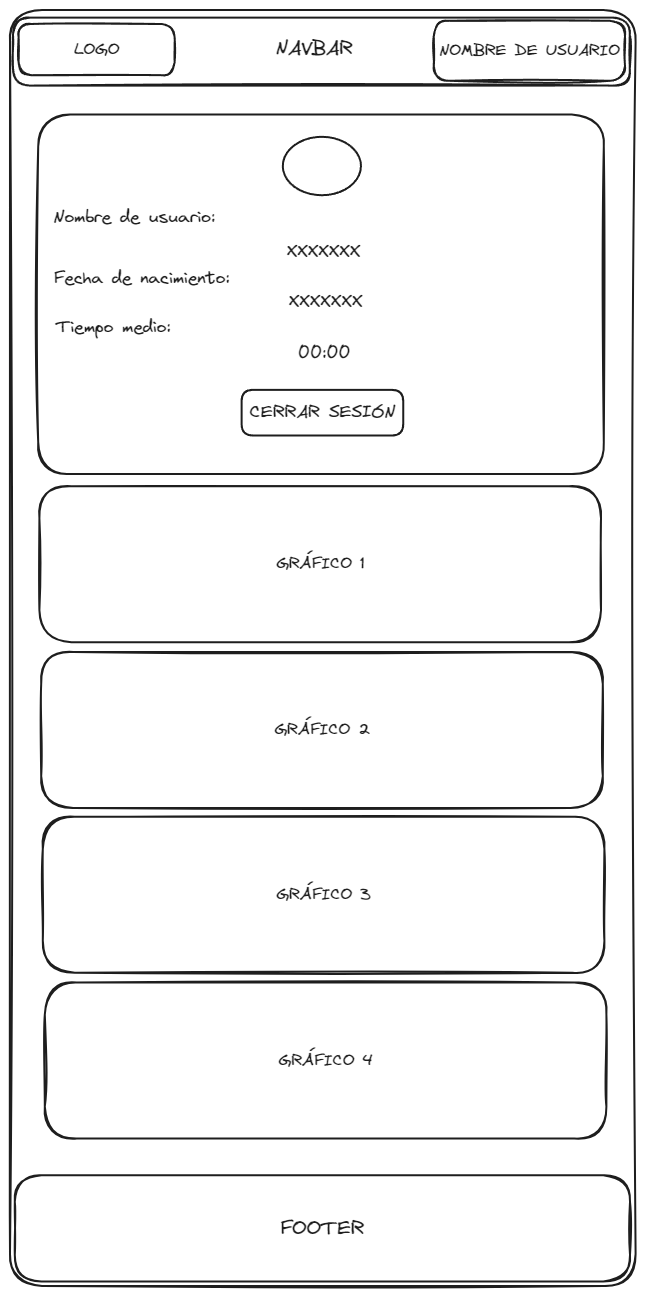 LOGO
NAVBAR
NOMBRE DE USUARIO
Nombre de usuario:
XXXXXXX
Fecha de nacimiento:
XXXXXXX
Tiempo medio:
00:00
CERRAR SESIÓN
GRÁFICO 1
GRÁFICO 2
GRÁFICO 3
GRÁFICO 4
FOOTER